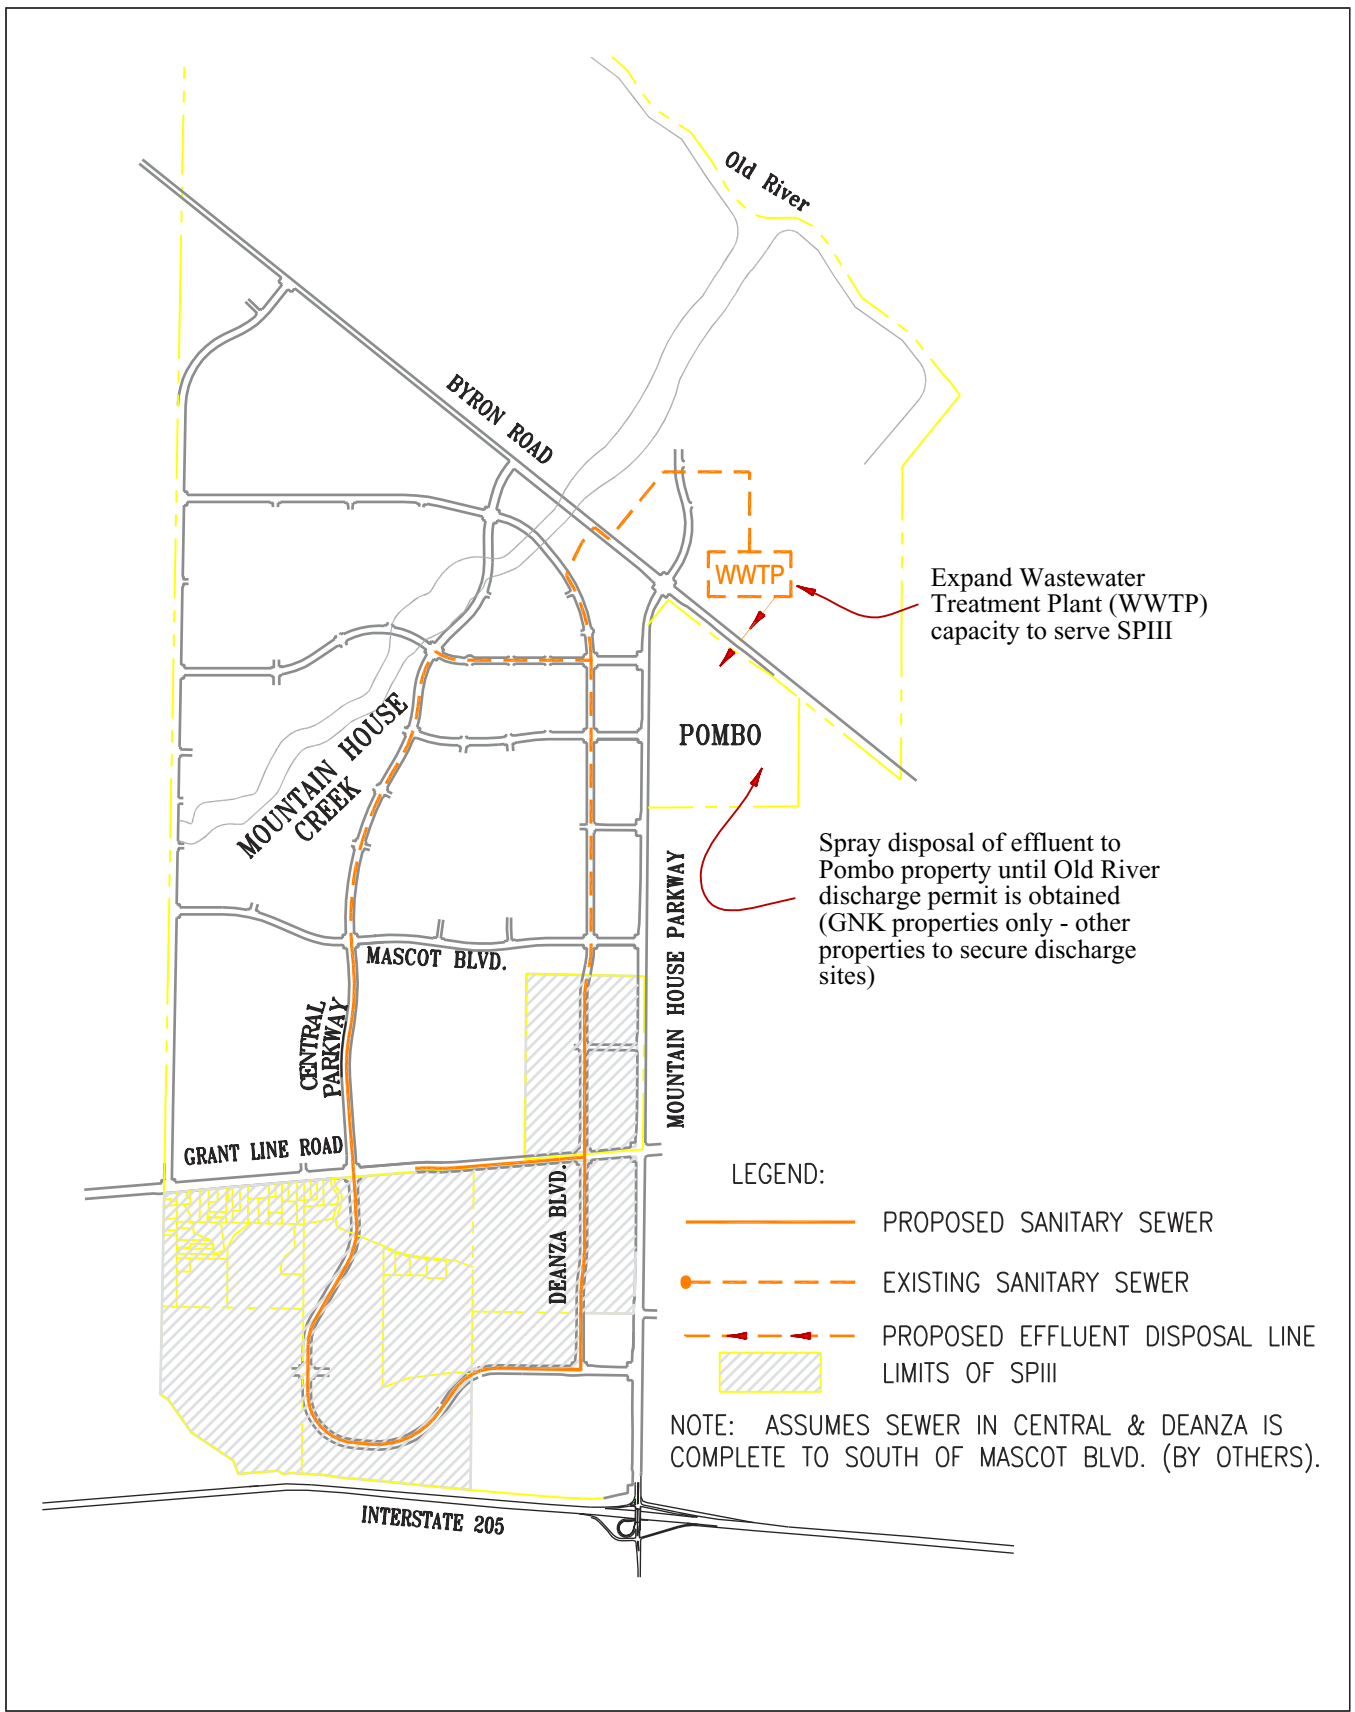 Old River
BYRON ROAD
WWTP
Expand Wastewater
Treatment Plant (WWTP)
capacity to serve SPIII
MOUNTAIN HOUSE
CREEK
POMBO
Spray disposal of effluent to
Pombo property until Old River
discharge permit is obtained
(GNK properties only - other
properties to secure discharge
sites)
MASCOT BLVD.
MOUNTAIN HOUSE PARKWAY
CENTRAL
PARKWAY
GRANT LINE ROAD
DEANZA BLVD.
LEGEND:
PROPOSED SANITARY SEWER
EXISTING SANITARY SEWER
PROPOSED EFFLUENT DISPOSAL LINE
LIMITS OF SPIII
NOTE: ASSUMES SEWER IN CENTRAL & DEANZA IS
COMPLETE TO SOUTH OF MASCOT BLVD. (BY OTHERS).
INTERSTATE 205